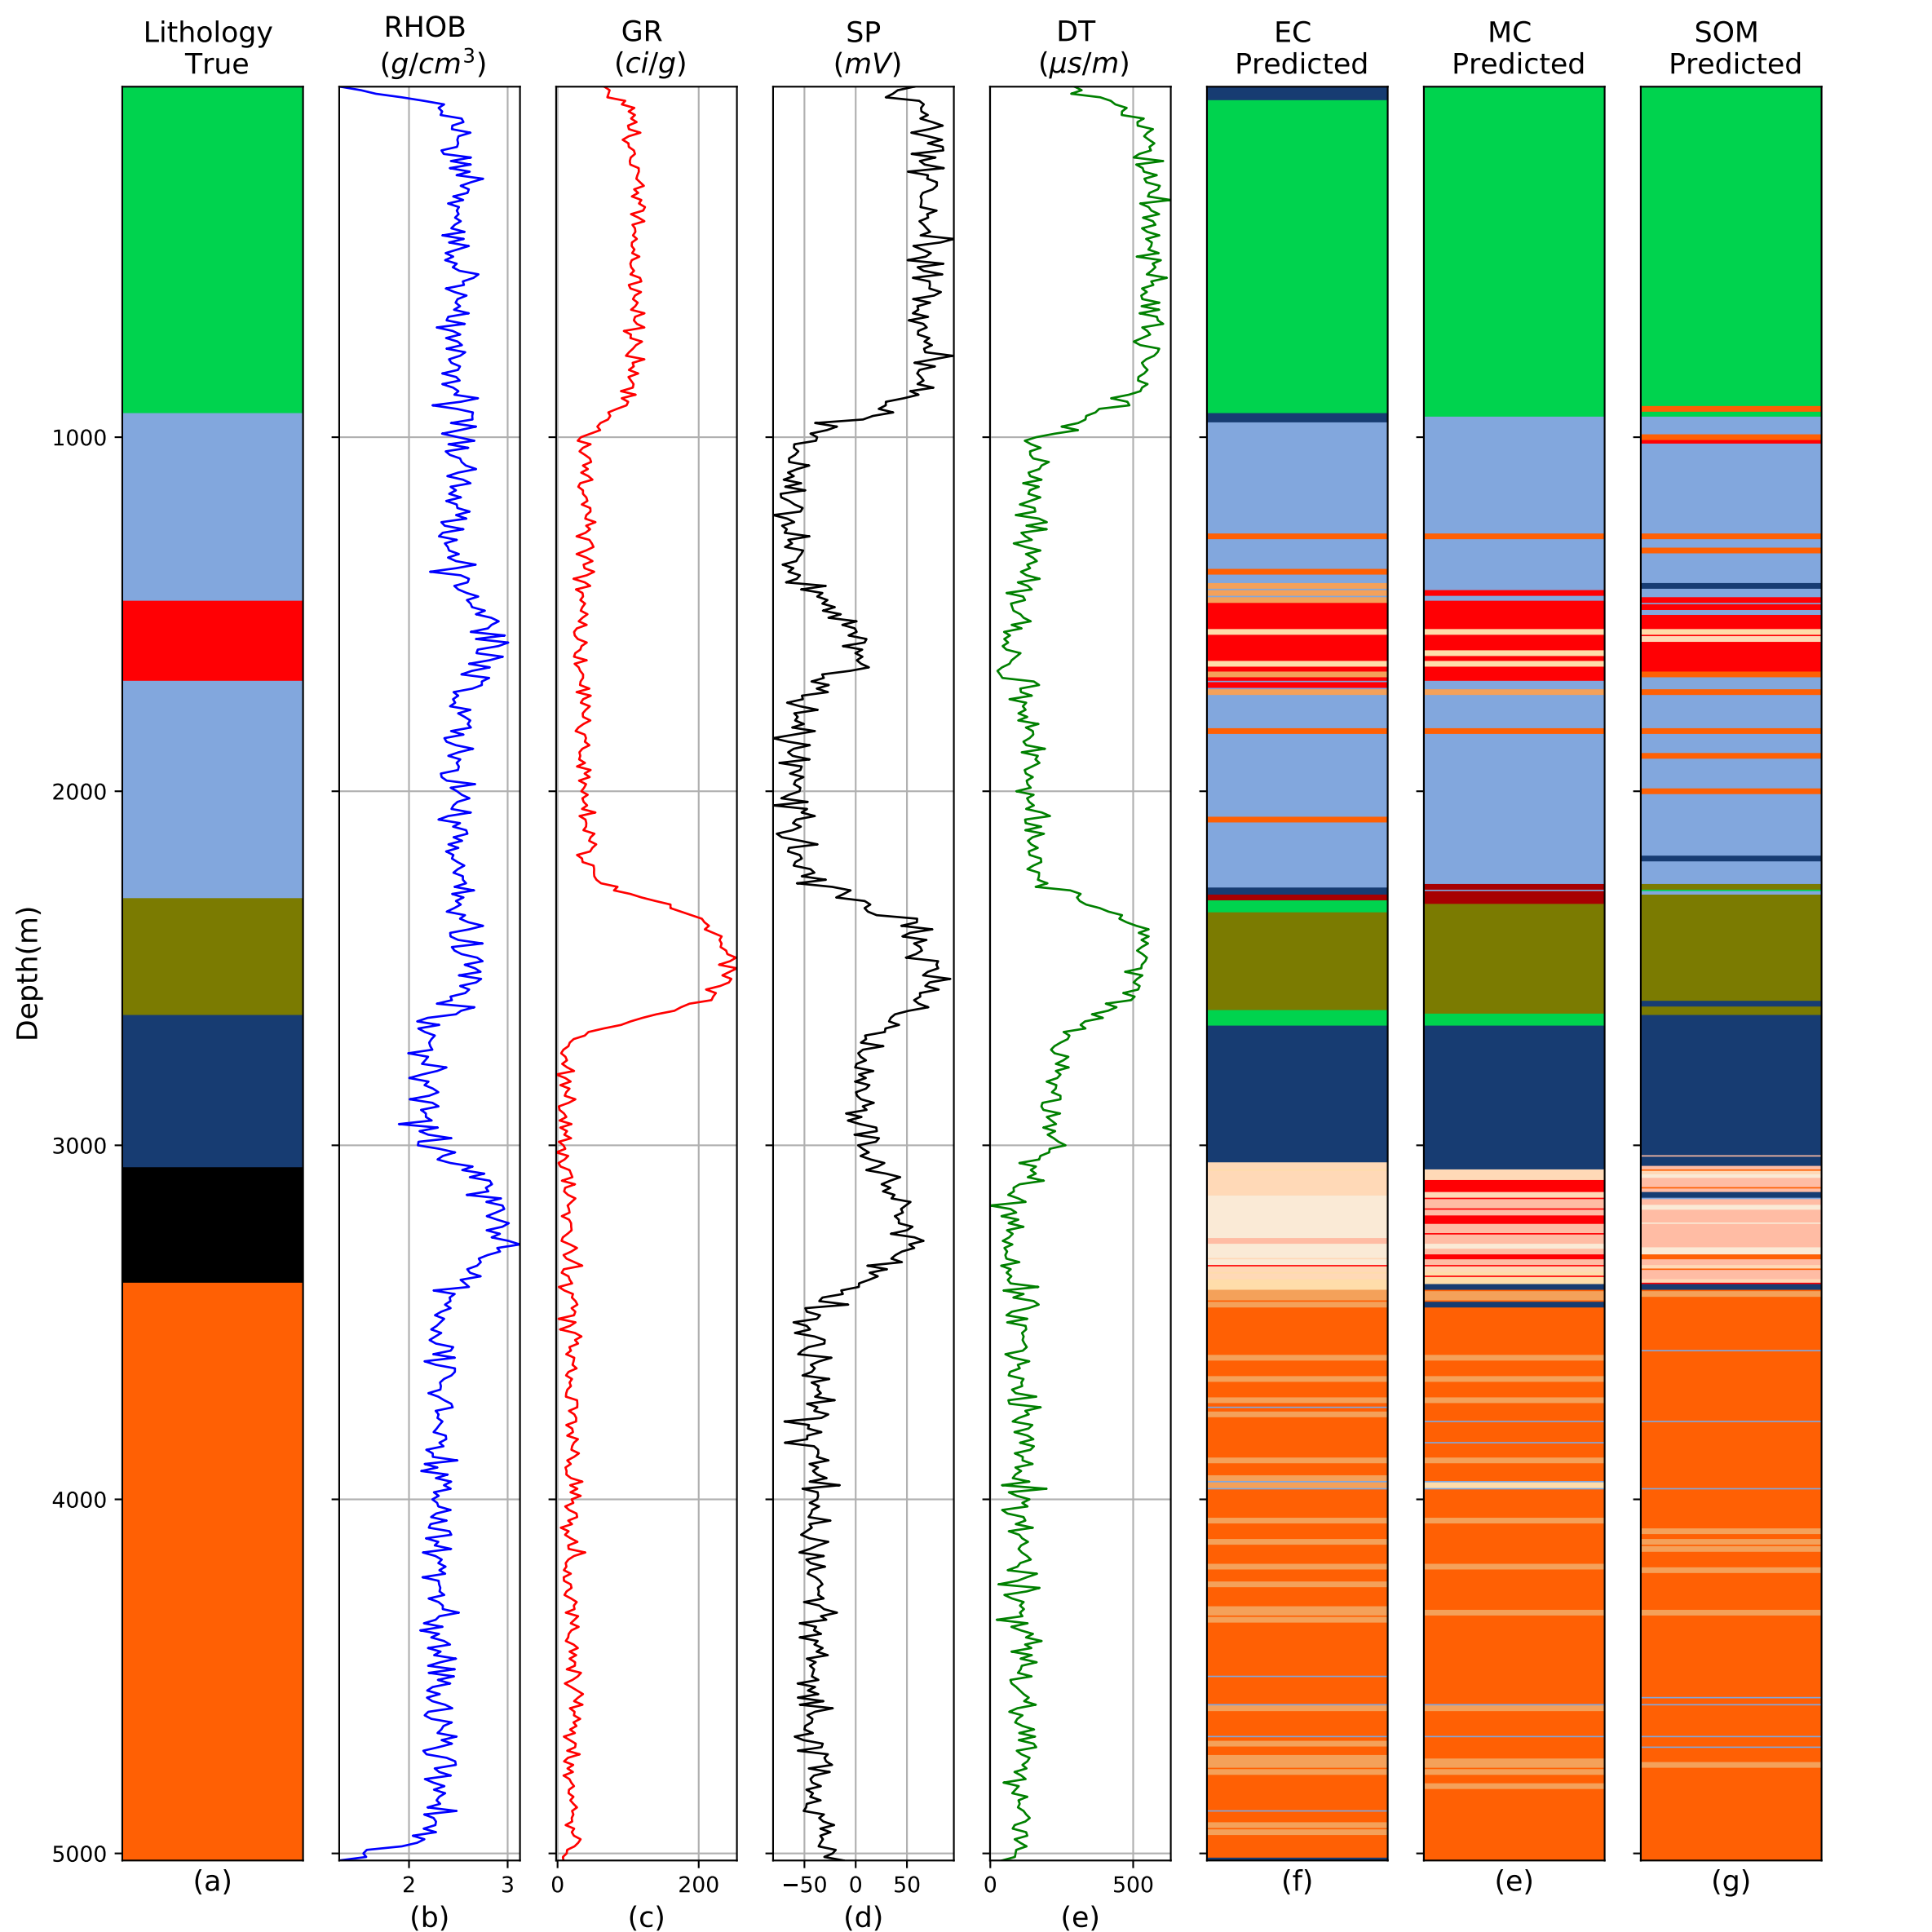 Lithology
True
RHOB
(g/cm³)
GR
(ci/g)
SP
(mV)
DT
(μs/m)
EC
Predicted
MC
Predicted
SOM
Predicted
Depth(m)
1000
2000
3000
4000
5000
2 3
0 200
−50 0 50
0 500
(a)
(b)
(c)
(d)
(e)
(f)
(e)
(g)